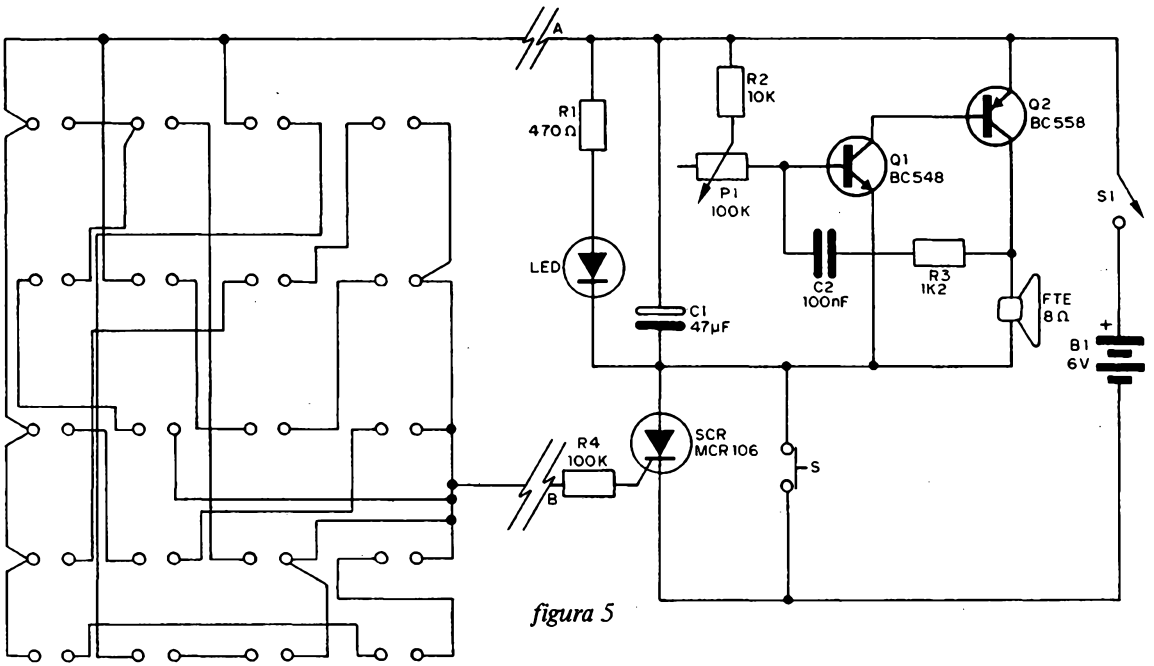 A
R1
470Ω
R2
10K
P1
100K
Q1
BC548
Q2
BC558
S1
LED
C1
47µF
C2
100nF
R3
1K2
FTE
8Ω
+
B1
6V
R4
100K
B
SCR
MCR106
S
figura 5